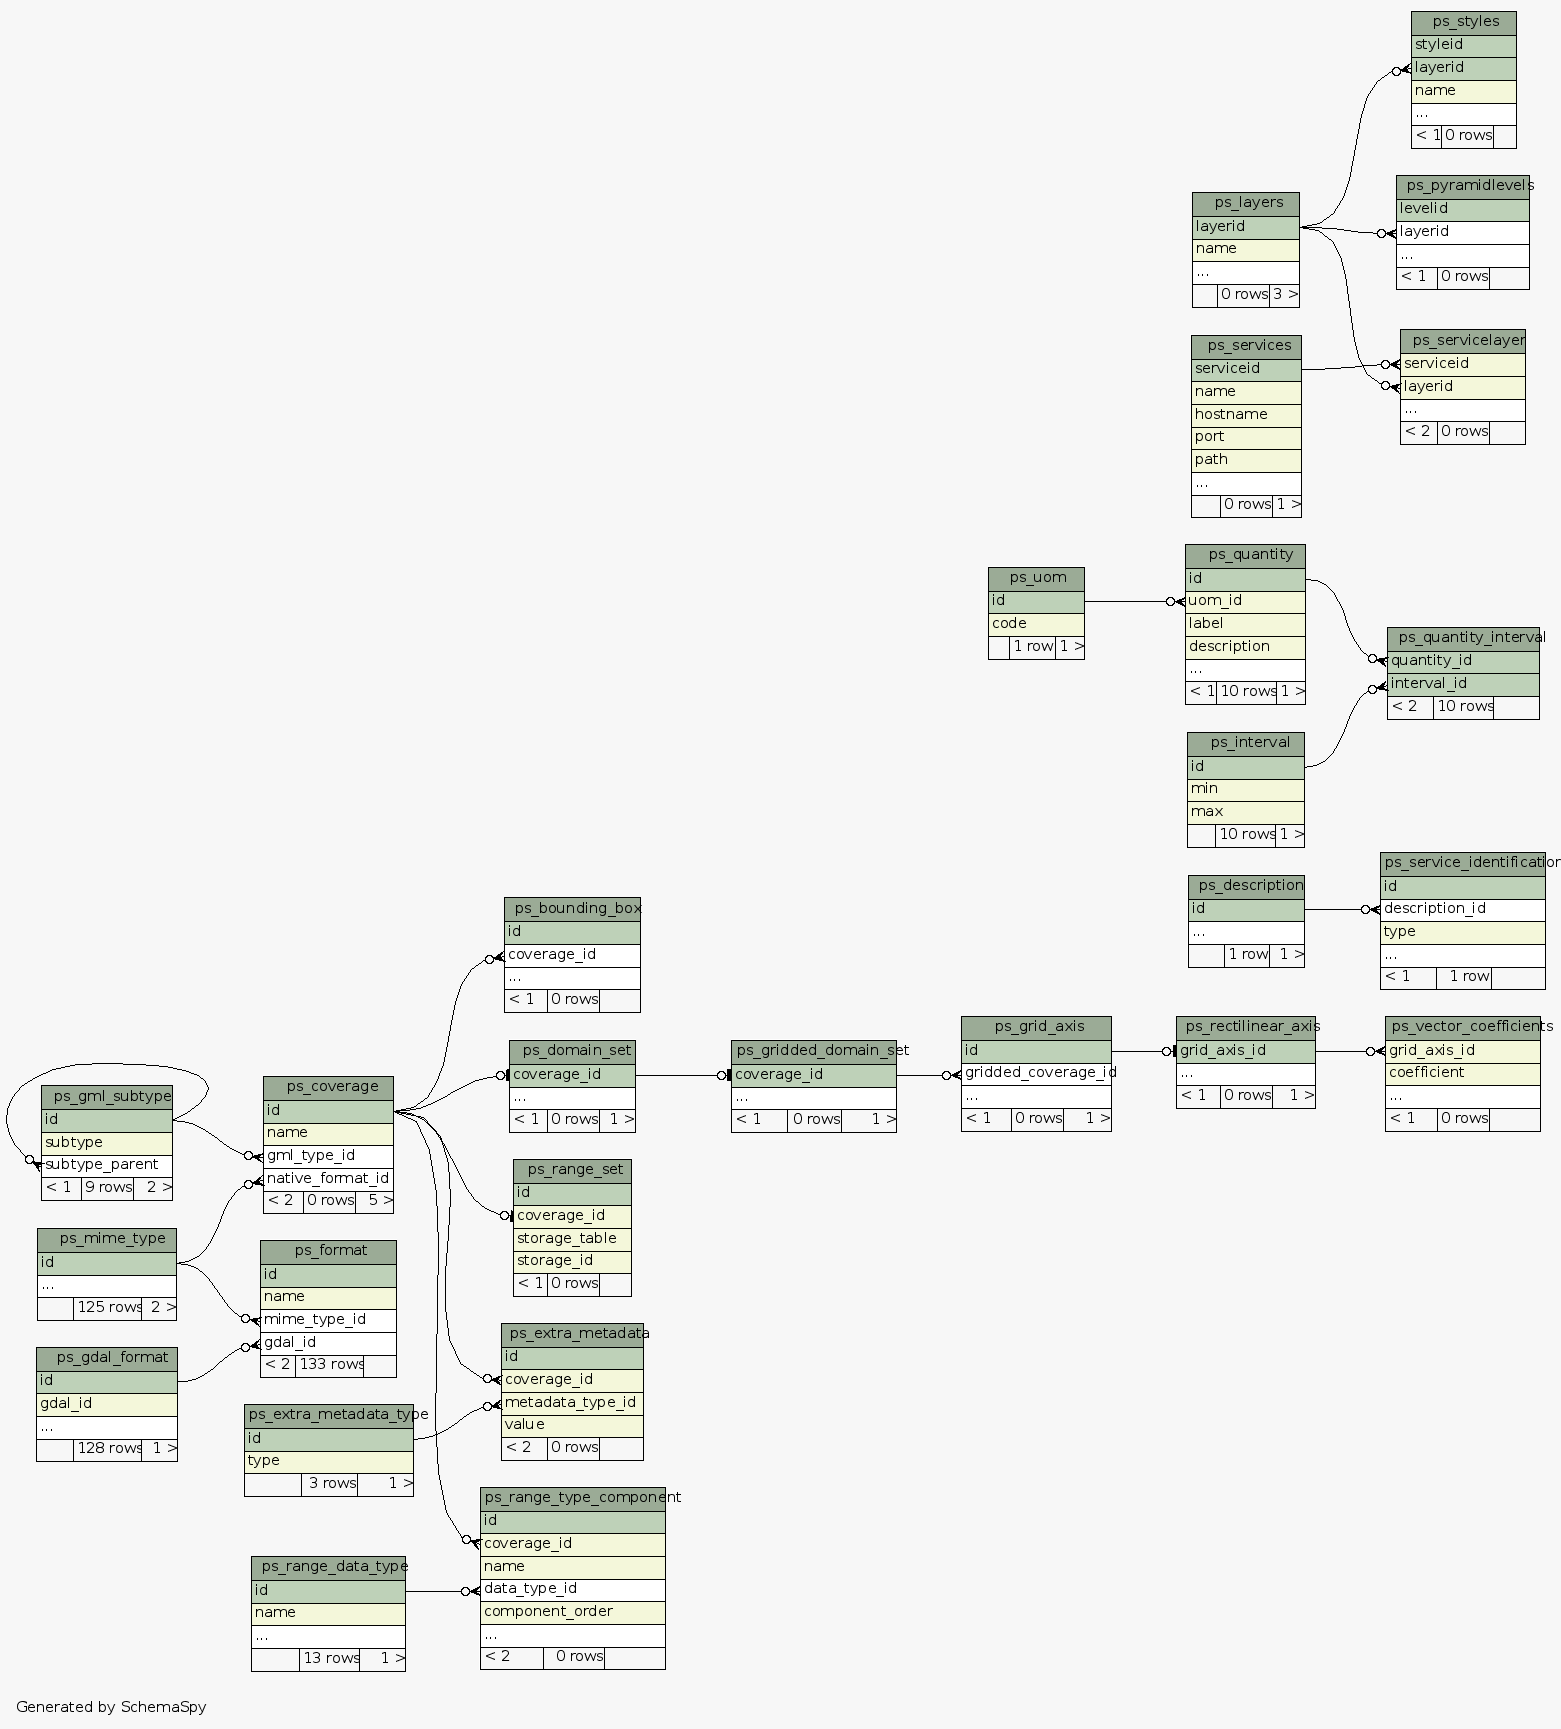 ps_styles
styleid
layerid
name
...
< 1 0 rows
ps_pyramidlevels
levelid
layerid
...
< 1 0 rows
ps_layers
layerid
name
...
0 rows 3 >
ps_servicelayer
serviceid
layerid
...
< 2 0 rows
ps_services
serviceid
name
hostname
port
path
...
0 rows 1 >
ps_quantity
id
uom_id
label
description
...
< 1 10 rows 1 >
ps_uom
id
code
1 row 1 >
ps_quantity_interval
quantity_id
interval_id
< 2 10 rows
ps_interval
id
min
max
10 rows 1 >
ps_service_identification
id
description_id
type
...
< 1 1 row
ps_description
id
...
1 row 1 >
ps_bounding_box
id
coverage_id
...
< 1 0 rows
ps_domain_set
coverage_id
...
< 1 0 rows 1 >
ps_gridded_domain_set
coverage_id
...
< 1 0 rows 1 >
ps_grid_axis
id
gridded_coverage_id
...
< 1 0 rows 1 >
ps_rectilinear_axis
grid_axis_id
...
< 1 0 rows 1 >
ps_vector_coefficients
grid_axis_id
coefficient
...
< 1 0 rows
ps_gml_subtype
id
subtype
subtype_parent
< 1 9 rows 2 >
ps_coverage
id
name
gml_type_id
native_format_id
< 2 0 rows 5 >
ps_range_set
id
coverage_id
storage_table
storage_id
< 1 0 rows
ps_mime_type
id
...
125 rows 2 >
ps_format
id
name
mime_type_id
gdal_id
< 2 133 rows
ps_gdal_format
id
gdal_id
...
128 rows 1 >
ps_extra_metadata
id
coverage_id
metadata_type_id
value
< 2 0 rows
ps_extra_metadata_type
id
type
3 rows 1 >
ps_range_type_component
id
coverage_id
name
data_type_id
component_order
...
< 2 0 rows
ps_range_data_type
id
name
...
13 rows 1 >
Generated by SchemaSpy